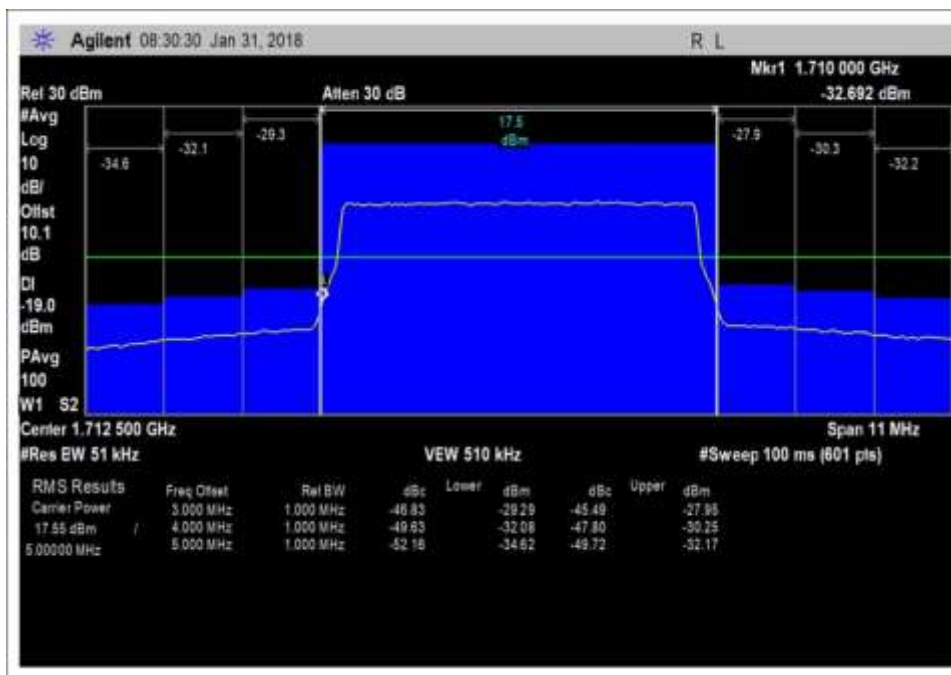 Agilent 08:30:30 Jan 31, 2018 R L
Mkr1 1.710 000 GHz
Ref 30 dBm Atten 30 dB -32.692 dBm
#Avg
Log
10
dB/
Offst
10.1
dB
DI
-19.0
dBm
PAvg
100
W1 S2
-34.6
-32.1
-29.3
17.5
dBm
-27.9
-30.3
-32.2
Center 1.712 500 GHz Span 11 MHz
#Res BW 51 kHz VBW 510 kHz #Sweep 100 ms (601 pts)
RMS Results Freq Offset Ref BW dBc Lower dBm dBc Upper dBm
Carrier Power 3.000 MHz 1.000 MHz -46.83 -29.29 -45.49 -27.95
17.55 dBm / 4.000 MHz 1.000 MHz -49.63 -32.08 -47.80 -30.25
5.00000 MHz 5.000 MHz 1.000 MHz -52.16 -34.62 -49.72 -32.17